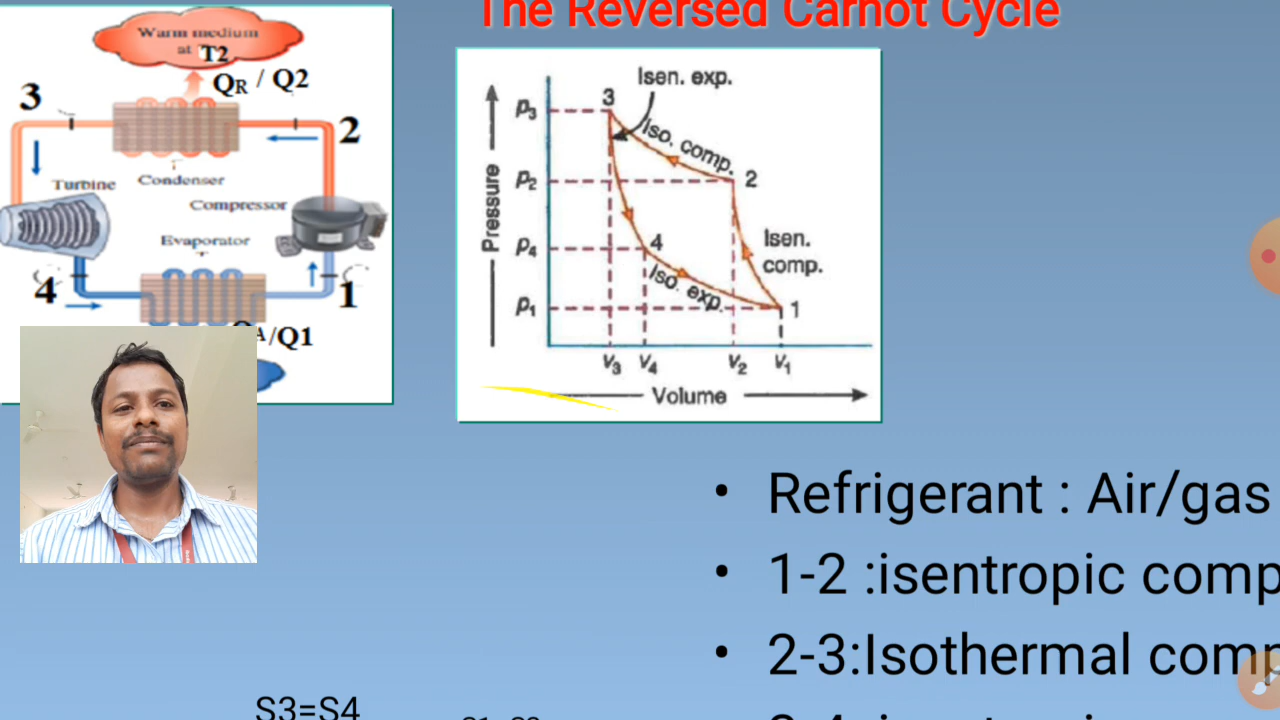 The Reversed Carnot Cycle
Warm medium
at T2
QR / Q2
3
2
Turbine
Condenser
Compressor
Evaporator
4
1
A/Q1
Isen. exp.
3
Iso. comp.
2
Isen.
comp.
4
Iso. exp.
1
Pressure
p3
p2
p4
p1
V3 V4 V2 V1
Volume
• Refrigerant : Air/gas
• 1-2 :isentropic comp
• 2-3:Isothermal comp
S3=S4